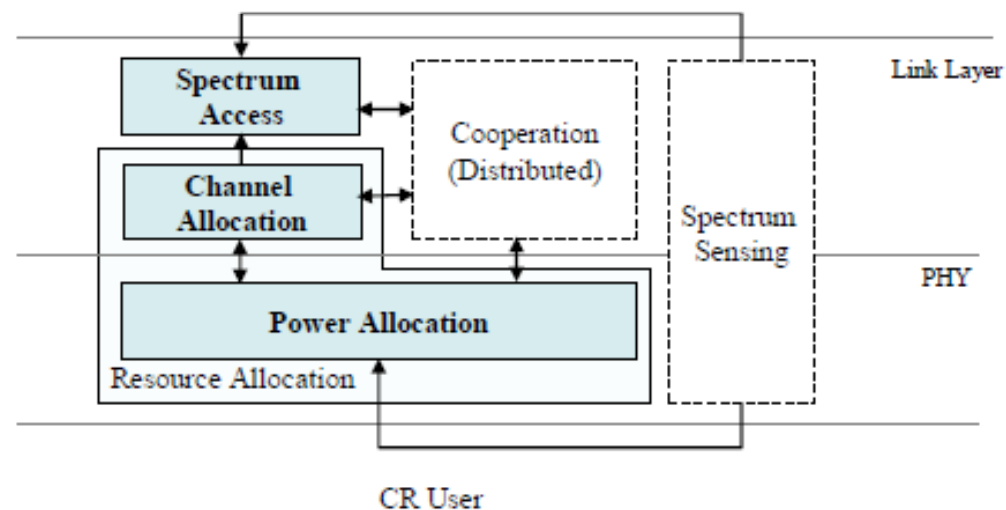 Link Layer
Spectrum
Access
Cooperation
(Distributed)
Channel
Allocation
Spectrum
Sensing
PHY
Power Allocation
Resource Allocation
CR User